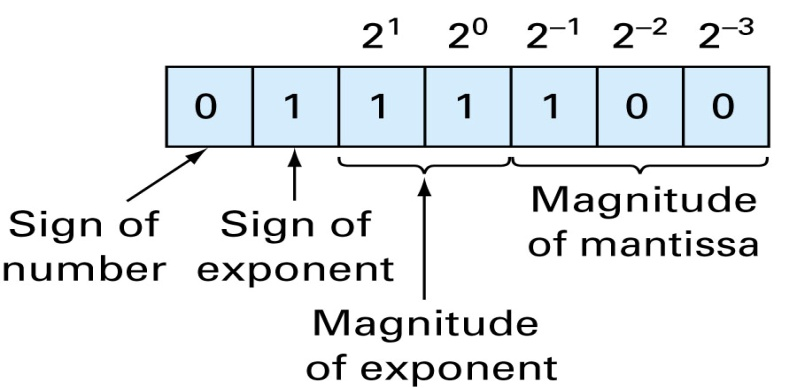 2¹ 2⁰ 2⁻¹ 2⁻² 2⁻³
0 1 1 1 1 0 0
Sign of
number
Sign of
exponent
Magnitude
of exponent
Magnitude
of mantissa